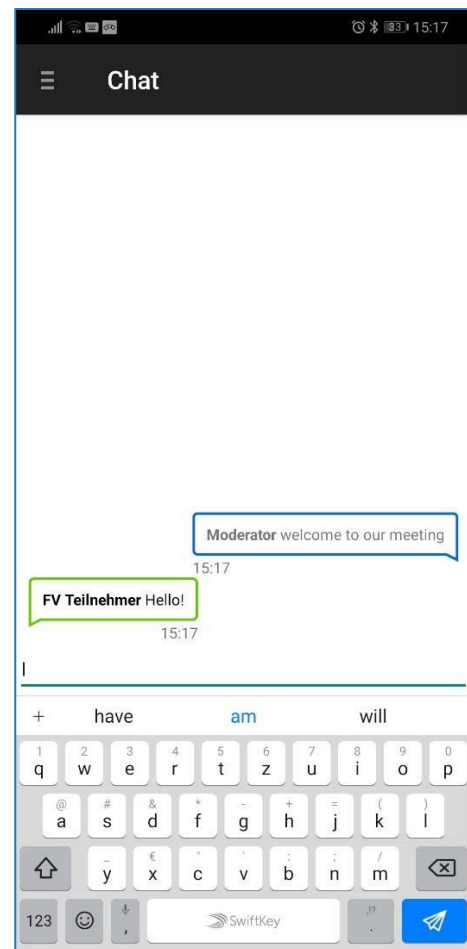 33 15:17
Chat
Moderator welcome to our meeting
15:17
FV Teilnehmer Hello!
15:17
I
+ have am will
1 2 3 4 5 6 7 8 9 0
q w e r t z u i o p
@ # & * - + = ( )
a s d f g h j k l
_ € " ' : ; /
y x c v b n m
123 , SwiftKey ,!? .